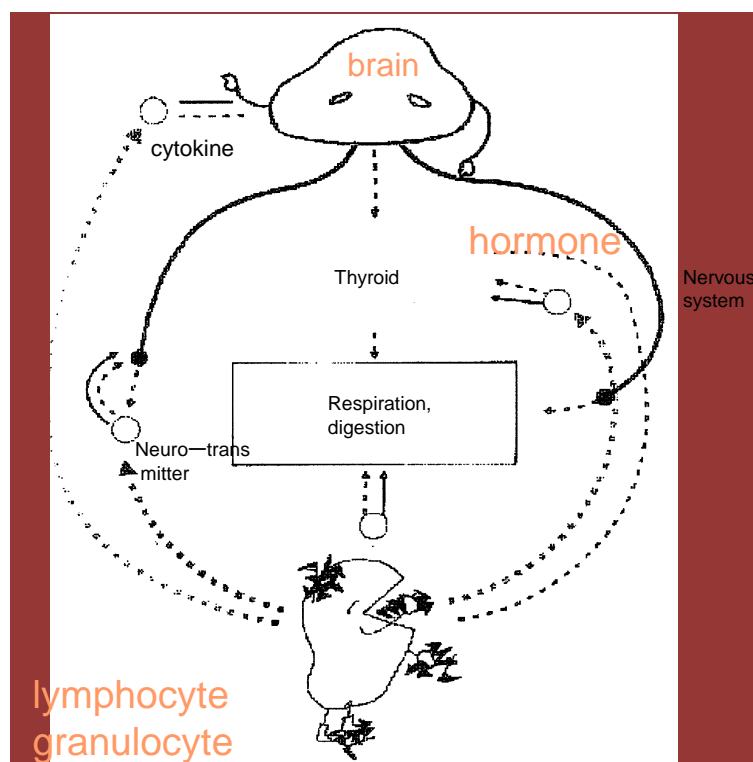 brain
cytokine
hormone
Thyroid
Nervous
system
Respiration,
digestion
Neuro－trans
mitter
lymphocyte
granulocyte